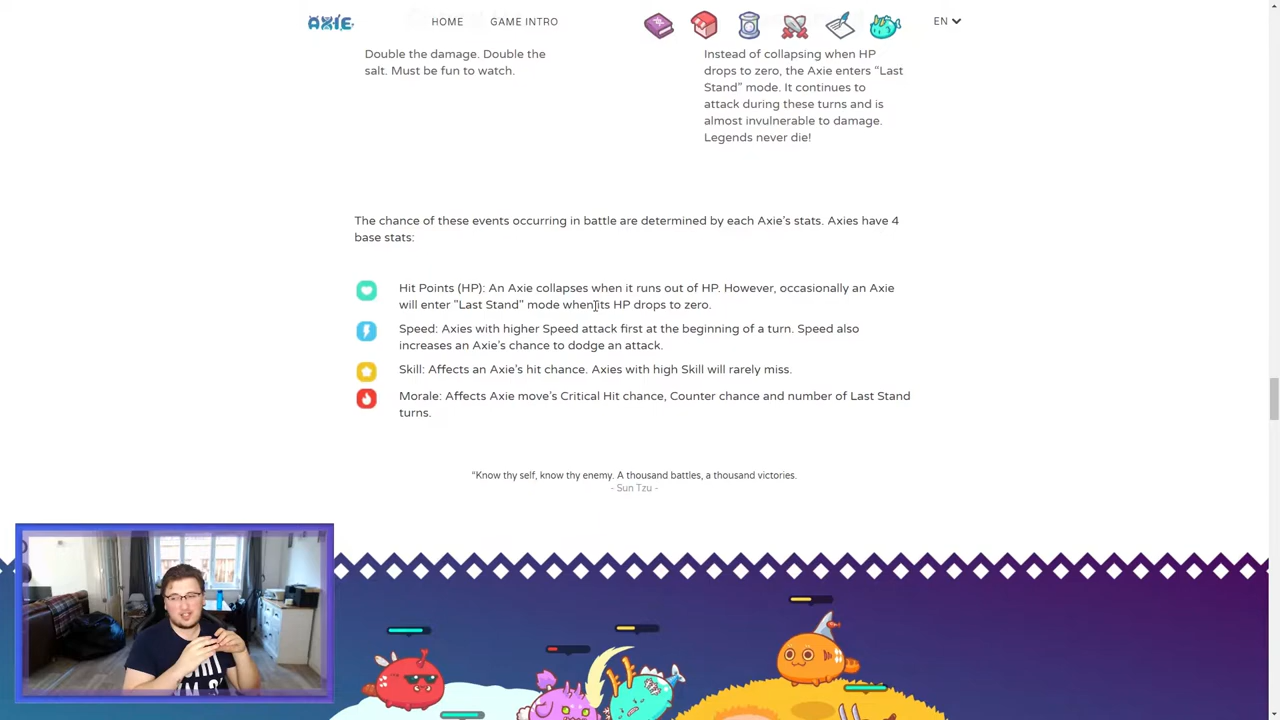 AXIE
HOME
GAME INTRO
EN
Double the damage. Double the
salt. Must be fun to watch.
Instead of collapsing when HP
drops to zero, the Axie enters “Last
Stand” mode. It continues to
attack during these turns and is
almost invulnerable to damage.
Legends never die!
The chance of these events occurring in battle are determined by each Axie’s stats. Axies have 4
base stats:
Hit Points (HP): An Axie collapses when it runs out of HP. However, occasionally an Axie
will enter "Last Stand" mode when its HP drops to zero.
Speed: Axies with higher Speed attack first at the beginning of a turn. Speed also
increases an Axie’s chance to dodge an attack.
Skill: Affects an Axie’s hit chance. Axies with high Skill will rarely miss.
Morale: Affects Axie move’s Critical Hit chance, Counter chance and number of Last Stand
turns.
“Know thy self, know thy enemy. A thousand battles, a thousand victories.
- Sun Tzu -